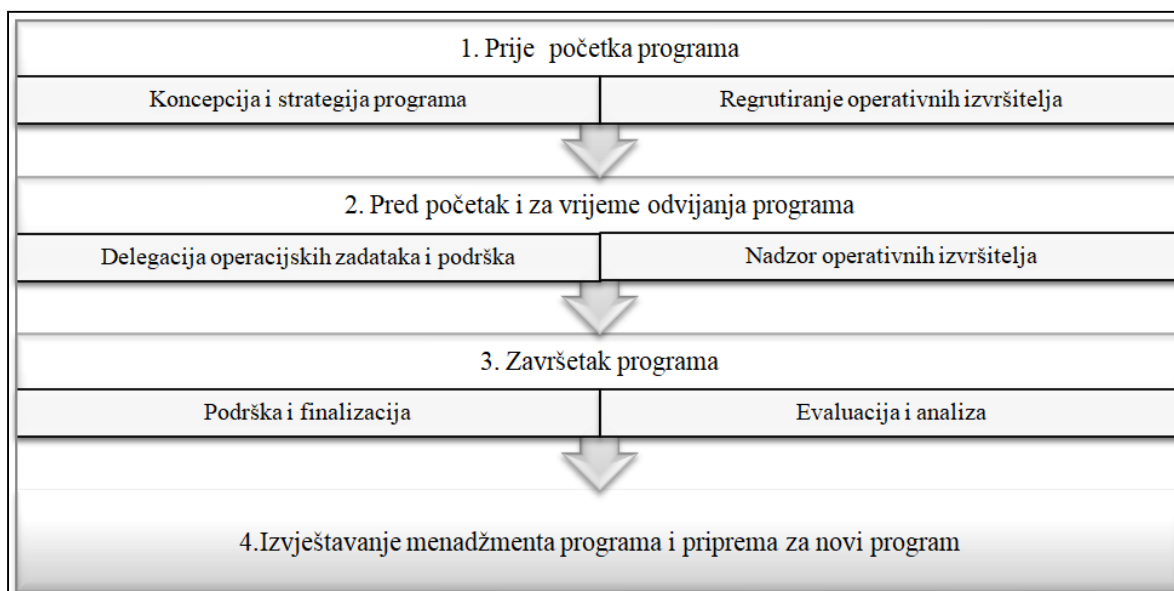 1. Prije početka programa
Koncepcija i strategija programa
Regrutiranje operativnih izvršitelja
2. Pred početak i za vrijeme odvijanja programa
Delegacija operacijskih zadataka i podrška
Nadzor operativnih izvršitelja
3. Završetak programa
Podrška i finalizacija
Evaluacija i analiza
4.Izvještavanje menadžmenta programa i priprema za novi program